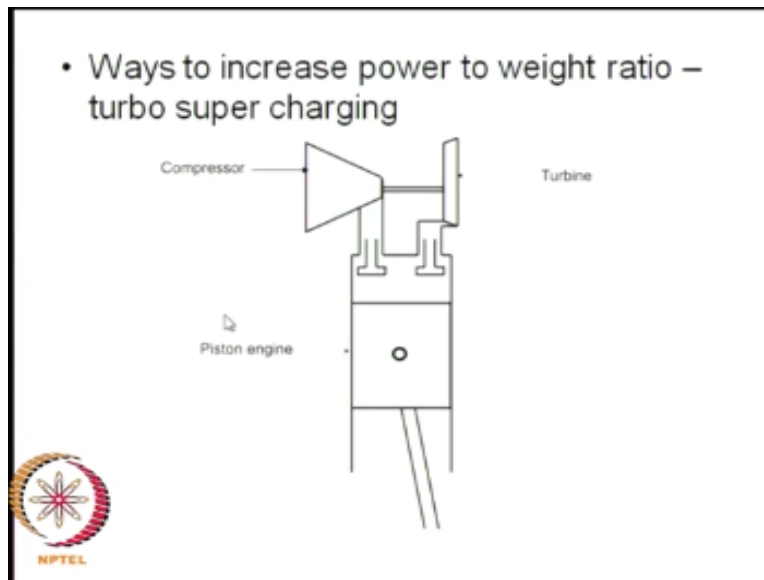 • Ways to increase power to weight ratio –
turbo super charging
Compressor
Turbine
Piston engine
NPTEL